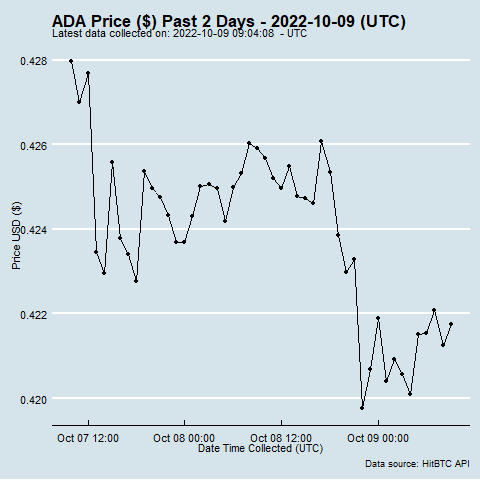 ADA Price ($) Past 2 Days - 2022-10-09 (UTC)
Latest data collected on: 2022-10-09 09:04:08 - UTC
0.428
0.426
0.424
0.422
0.420
Price USD ($)
Oct 07 12:00
Oct 08 00:00
Oct 08 12:00
Oct 09 00:00
Date Time Collected (UTC)
Data source: HitBTC API